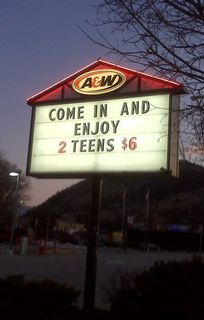 A&W
COME IN AND
ENJOY
2 TEENS $6